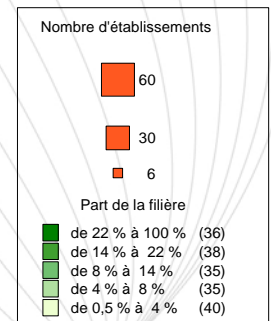 Nombre d'établissements
60
30
6
Part de la filière
de 22 % à 100 % (36)
de 14 % à 22 % (38)
de 8 % à 14 % (35)
de 4 % à 8 % (35)
de 0,5 % à 4 % (40)